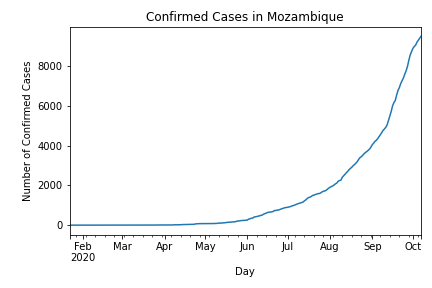 Confirmed Cases in Mozambique
Number of Confirmed Cases
8000
6000
4000
2000
0
Feb Mar Apr May Jun Jul Aug Sep Oct
2020
Day